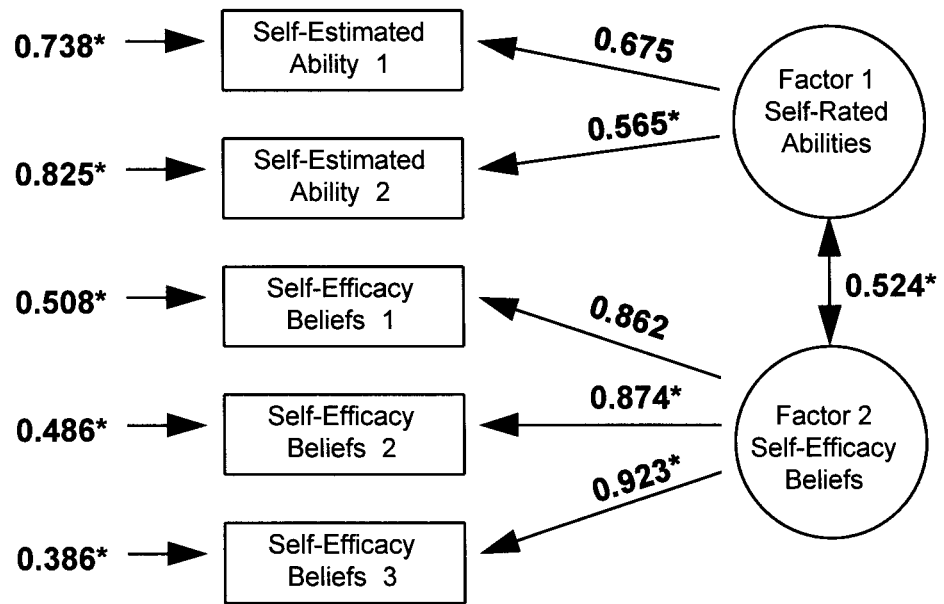 0.738*
Self-Estimated
Ability 1
0.675
Factor 1
Self-Rated
Abilities
0.825*
Self-Estimated
Ability 2
0.565*
0.508*
Self-Efficacy
Beliefs 1
0.862
0.524*
0.486*
Self-Efficacy
Beliefs 2
0.874*
Factor 2
Self-Efficacy
Beliefs
0.386*
Self-Efficacy
Beliefs 3
0.923*